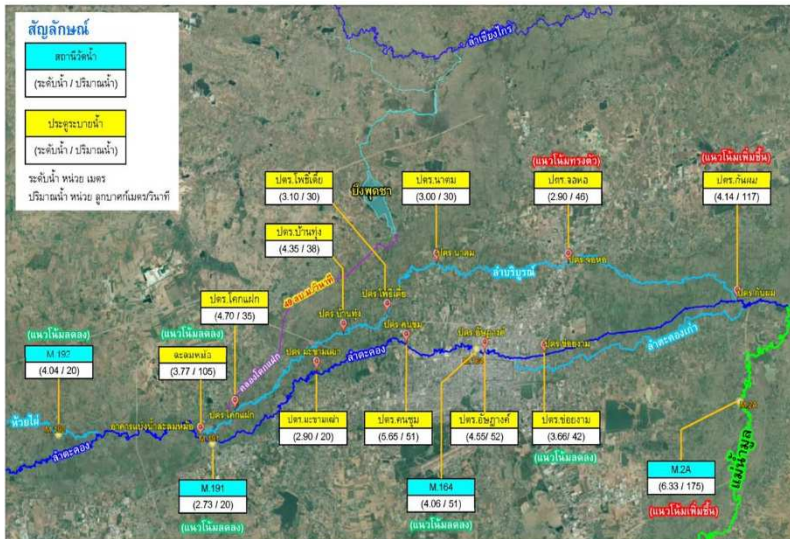 สัญลักษณ์
สถานีวัดน้ำ
(ระดับน้ำ / ปริมาณน้ำ)
ประตูระบายน้ำ
(ระดับน้ำ / ปริมาณน้ำ)
ระดับน้ำ หน่วย เมตร
ปริมาณน้ำ หน่วย ลูกบาศก์เมตร/วินาที
ลำเชียงไกร
(แนวโน้มทรงตัว)
(แนวโน้มเพิ่มขึ้น)
ปตร.โพธิ์เตี้ย
(3.10 / 30)
บึงพุดซา
ปตร.นาตม
(3.00 / 30)
ปตร.จอหอ
(2.90 / 46)
ปตร.กันผม
(4.14 / 117)
ปตร.บ้านทุ่ง
(4.35 / 38)
ปตร.นาตม
ปตร.จอหอ
ลำบริบูรณ์
ปตร.โคกแฝก
(4.70 / 35)
ปตร.โพธิ์เตี้ย
ปตร.กันผม
ปตร.บ้านทุ่ง
(แนวโน้มลดลง)
(แนวโน้มลดลง)
คลองโคกแฝก
ปตร.คนชุม
ปตร.อัษฎางค์
ปตร.ข่อยงาม
ลำตะคองเก่า
M.192
(4.04 / 20)
ละลมหม้อ
(3.77 / 105)
ปตร.มะขามเฒ่า
ลำตะคอง
ปตร.โคกแฝก
M.2A
ห้วยไผ่
อาคารแบ่งน้ำละลมหม้อ
ปตร.มะขามเฒ่า
(2.90 / 20)
ปตร.คนชุม
(5.65 / 51)
ปตร.อัษฎางค์
(4.55/ 52)
ปตร.ข่อยงาม
(3.66/ 42)
(แนวโน้มลดลง)
ลำตะคอง
แม่น้ำมูล
M.191
(2.73 / 20)
(แนวโน้มลดลง)
M.164
(4.06 / 51)
(แนวโน้มลดลง)
M.2A
(6.33 / 175)
(แนวโน้มเพิ่มขึ้น)